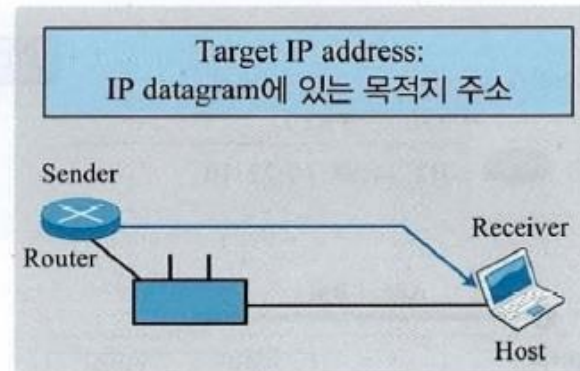 Target IP address:
IP datagram에 있는 목적지 주소
Sender
Receiver
Router
Host